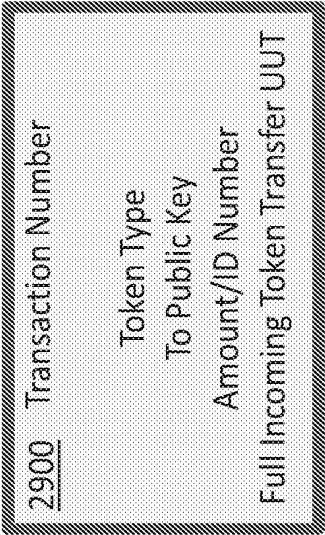 2900 Transaction Number
Token Type
To Public Key
Amount/ID Number
Full Incoming Token Transfer UUT